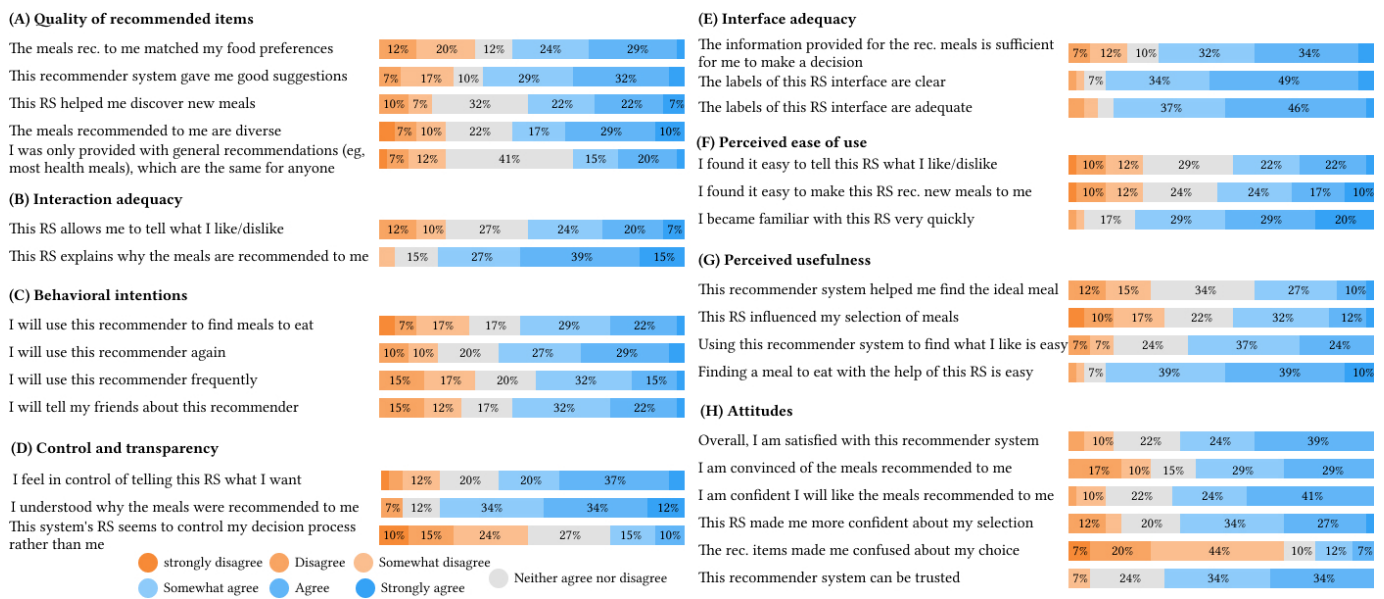 (A) Quality of recommended items
The meals rec. to me matched my food preferences 12% 20% 12% 24% 29%
This recommender system gave me good suggestions 7% 17% 10% 29% 32%
This RS helped me discover new meals 10% 7% 32% 22% 22% 7%
The meals recommended to me are diverse 7% 10% 22% 17% 29% 10%
I was only provided with general recommendations (eg,
most health meals), which are the same for anyone 7% 12% 41% 15% 20%
(B) Interaction adequacy
This RS allows me to tell what I like/dislike 12% 10% 27% 24% 20% 7%
This RS explains why the meals are recommended to me 15% 27% 39% 15%
(C) Behavioral intentions
I will use this recommender to find meals to eat 7% 17% 17% 29% 22%
I will use this recommender again 10% 10% 20% 27% 29%
I will use this recommender frequently 15% 17% 20% 32% 15%
I will tell my friends about this recommender 15% 12% 17% 32% 22%
(D) Control and transparency
I feel in control of telling this RS what I want 12% 20% 20% 37%
I understood why the meals were recommended to me 7% 12% 34% 34% 12%
This system's RS seems to control my decision process
rather than me 10% 15% 24% 27% 15% 10%
strongly disagree Disagree Somewhat disagree
Neither agree nor disagree
Somewhat agree Agree Strongly agree
(E) Interface adequacy
The information provided for the rec. meals is sufficient
for me to make a decision 7% 12% 10% 32% 34%
The labels of this RS interface are clear 7% 34% 49%
The labels of this RS interface are adequate 37% 46%
(F) Perceived ease of use
I found it easy to tell this RS what I like/dislike 10% 12% 29% 22% 22%
I found it easy to make this RS rec. new meals to me 10% 12% 24% 24% 17% 10%
I became familiar with this RS very quickly 17% 29% 29% 20%
(G) Perceived usefulness
This recommender system helped me find the ideal meal 12% 15% 34% 27% 10%
This RS influenced my selection of meals 10% 17% 22% 32% 12%
Using this recommender system to find what I like is easy 7% 7% 24% 37% 24%
Finding a meal to eat with the help of this RS is easy 7% 39% 39% 10%
(H) Attitudes
Overall, I am satisfied with this recommender system 10% 22% 24% 39%
I am convinced of the meals recommended to me 17% 10% 15% 29% 29%
I am confident I will like the meals recommended to me 10% 22% 24% 41%
This RS made me more confident about my selection 12% 20% 34% 27%
The rec. items made me confused about my choice 7% 20% 44% 10% 12% 7%
This recommender system can be trusted 7% 24% 34% 34%